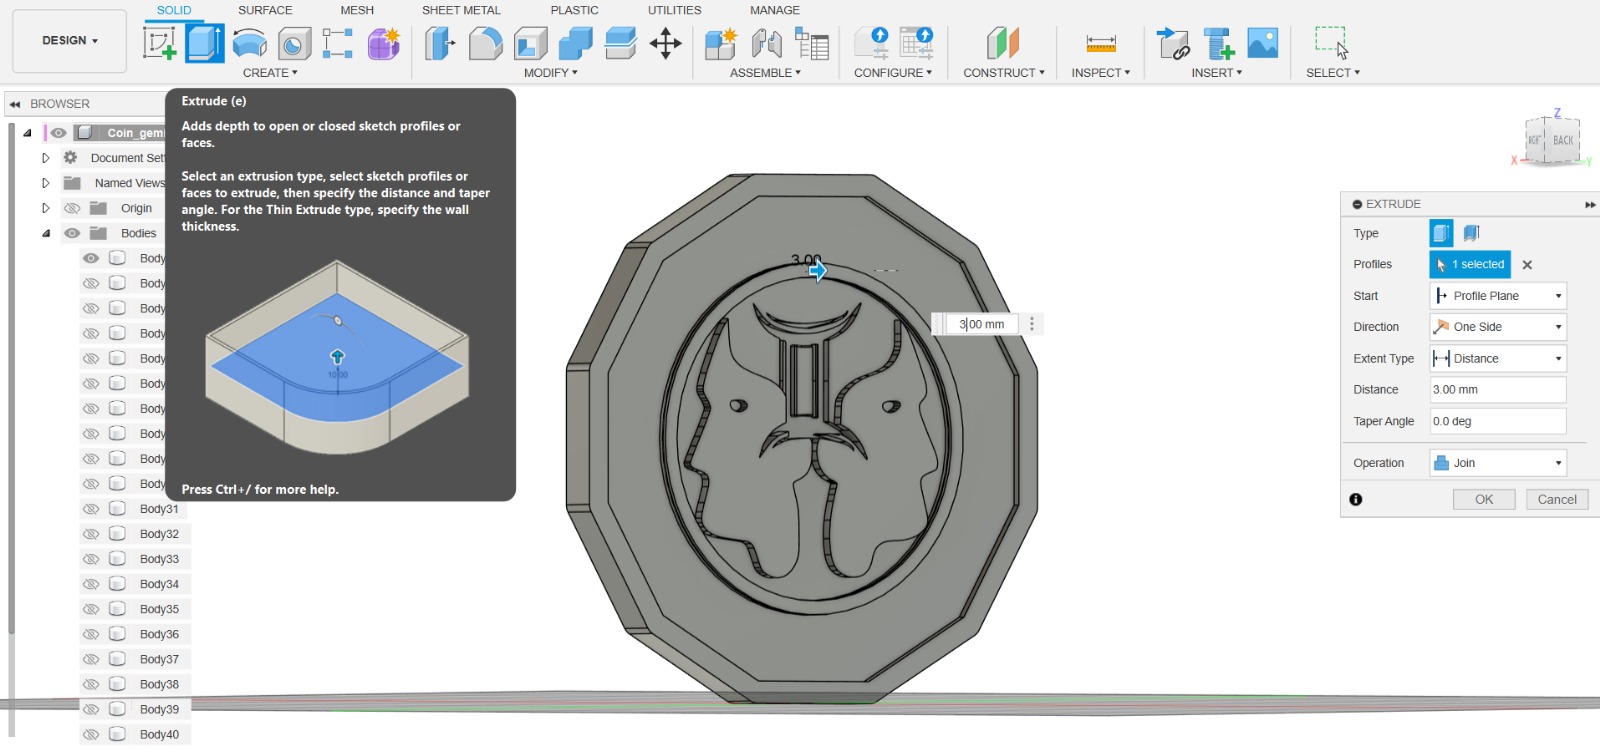 SOLID
SURFACE
MESH
SHEET METAL
PLASTIC
UTILITIES
MANAGE
DESIGN
CREATE
MODIFY
ASSEMBLE
CONFIGURE
CONSTRUCT
INSPECT
INSERT
SELECT
BROWSER
Coin_gemi
Document Set
Named Views
Origin
Bodies
Body
Body
Body
Body
Body
Body
Body
Body
Body
Body
Body31
Body32
Body33
Body34
Body35
Body36
Body37
Body38
Body39
Body40
Extrude (e)
Adds depth to open or closed sketch profiles or
faces.
Select an extrusion type, select sketch profiles or
faces to extrude, then specify the distance and taper
angle. For the Thin Extrude type, specify the wall
thickness.
10.00
Press Ctrl+/ for more help.
3.00
3.00 mm
Z
BACK
X
Y
EXTRUDE
Type
Profiles
1 selected
Start
Profile Plane
Direction
One Side
Extent Type
Distance
Distance
3.00 mm
Taper Angle
0.0 deg
Operation
Join
OK
Cancel